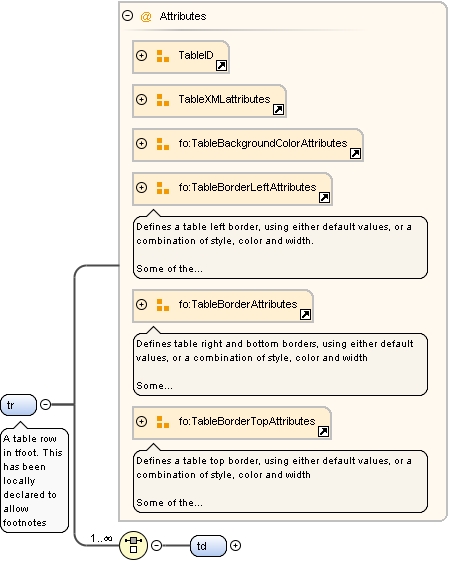 @ Attributes
TableID
TableXMLattributes
fo:TableBackgroundColorAttributes
fo:TableBorderLeftAttributes
Defines a table left border, using either default values, or a
combination of style, color and width.
Some of the...
fo:TableBorderAttributes
Defines table right and bottom borders, using either default
values, or a combination of style, color and width
Some...
fo:TableBorderTopAttributes
Defines a table top border, using either default values, or a
combination of style, color and width
Some of the...
tr
A table row
in tfoot. This
has been
locally
declared to
allow
footnotes
1..∞
td